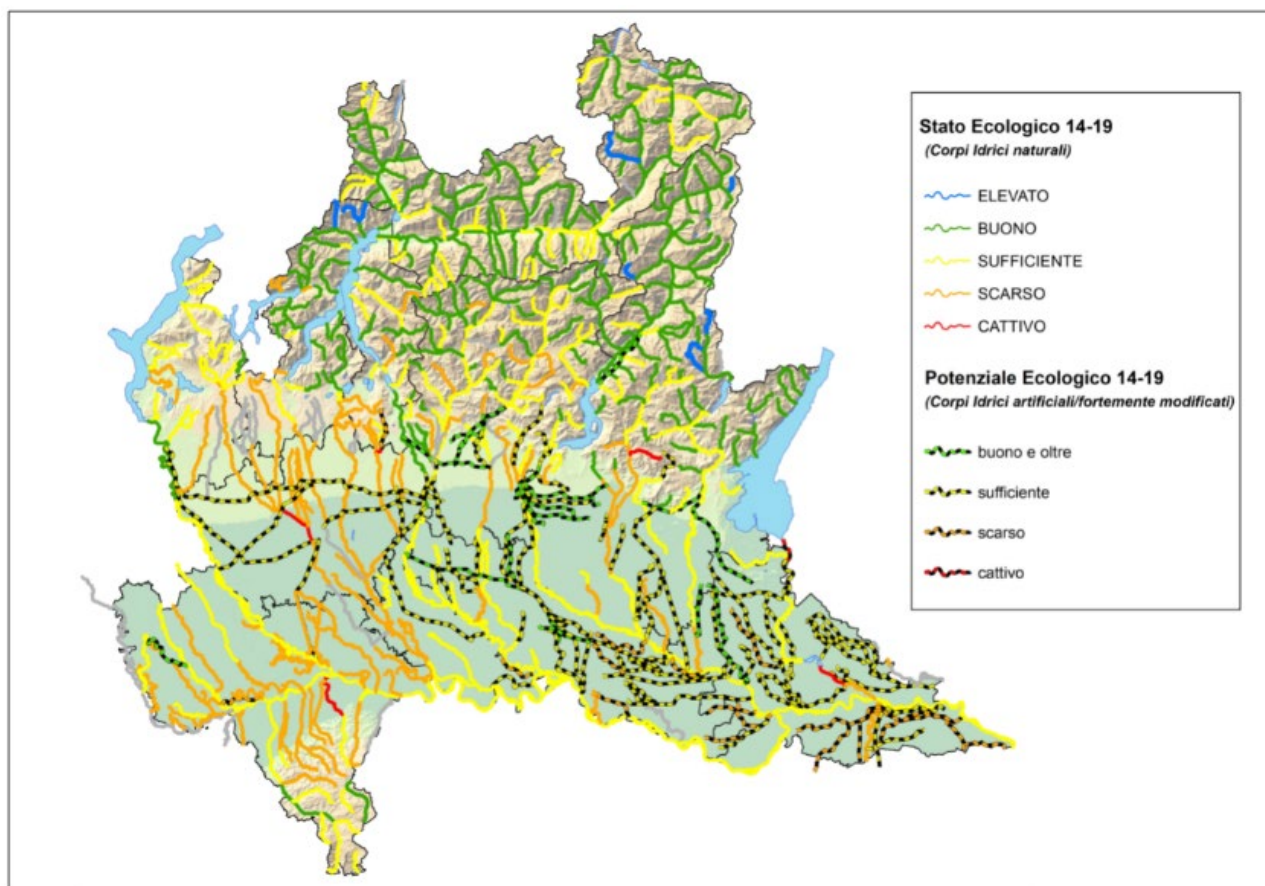 Stato Ecologico 14-19
(Corpi Idrici naturali)
ELEVATO
BUONO
SUFFICIENTE
SCARSO
CATTIVO
Potenziale Ecologico 14-19
(Corpi Idrici artificiali/fortemente modificati)
buono e oltre
sufficiente
scarso
cattivo